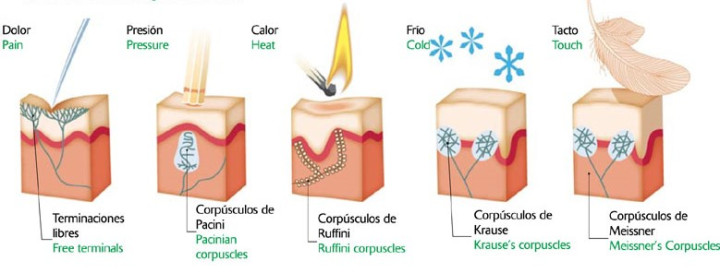 Dolor
Pain
Presión
Pressure
Calor
Heat
Frío
Cold
Tacto
Touch
Terminaciones
libres
Free terminals
Corpúsculos de
Pacini
Pacinian
corpuscles
Corpúsculos de
Ruffini
Ruffini corpuscles
Corpúsculos de
Krause
Krause's corpuscles
Corpúsculos de
Meissner
Meissner's Corpuscles